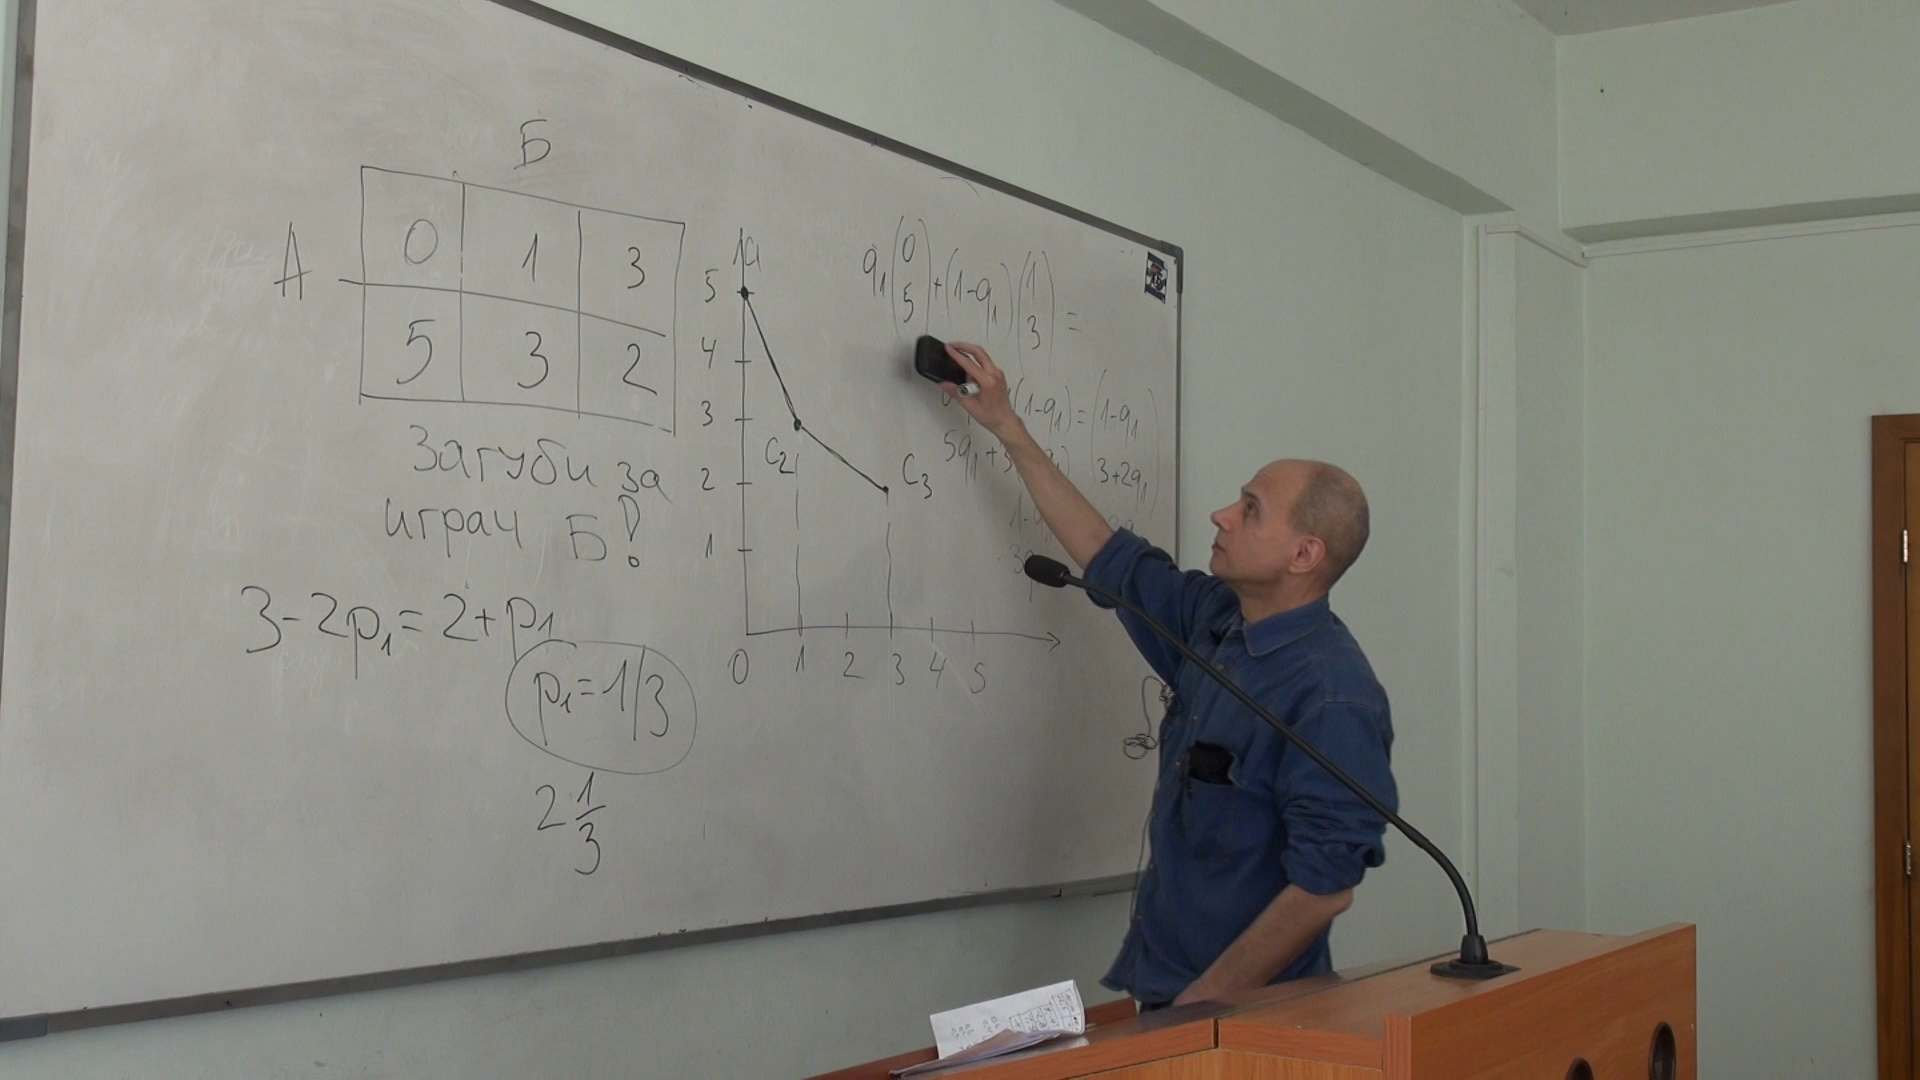 Б
А
0 1 3
5 3 2
Загуби за
играч Б!
3-2p₁=2+p₁
p₁=1/3
2 1/3
5
4
3
2
1
0 1 2 3 4 5
C₂
C₃
q₁(0 5)+(1-q₁)(1 3)=
(1-q₁)=(1-q₁
5q₁+3 3+2q₁)